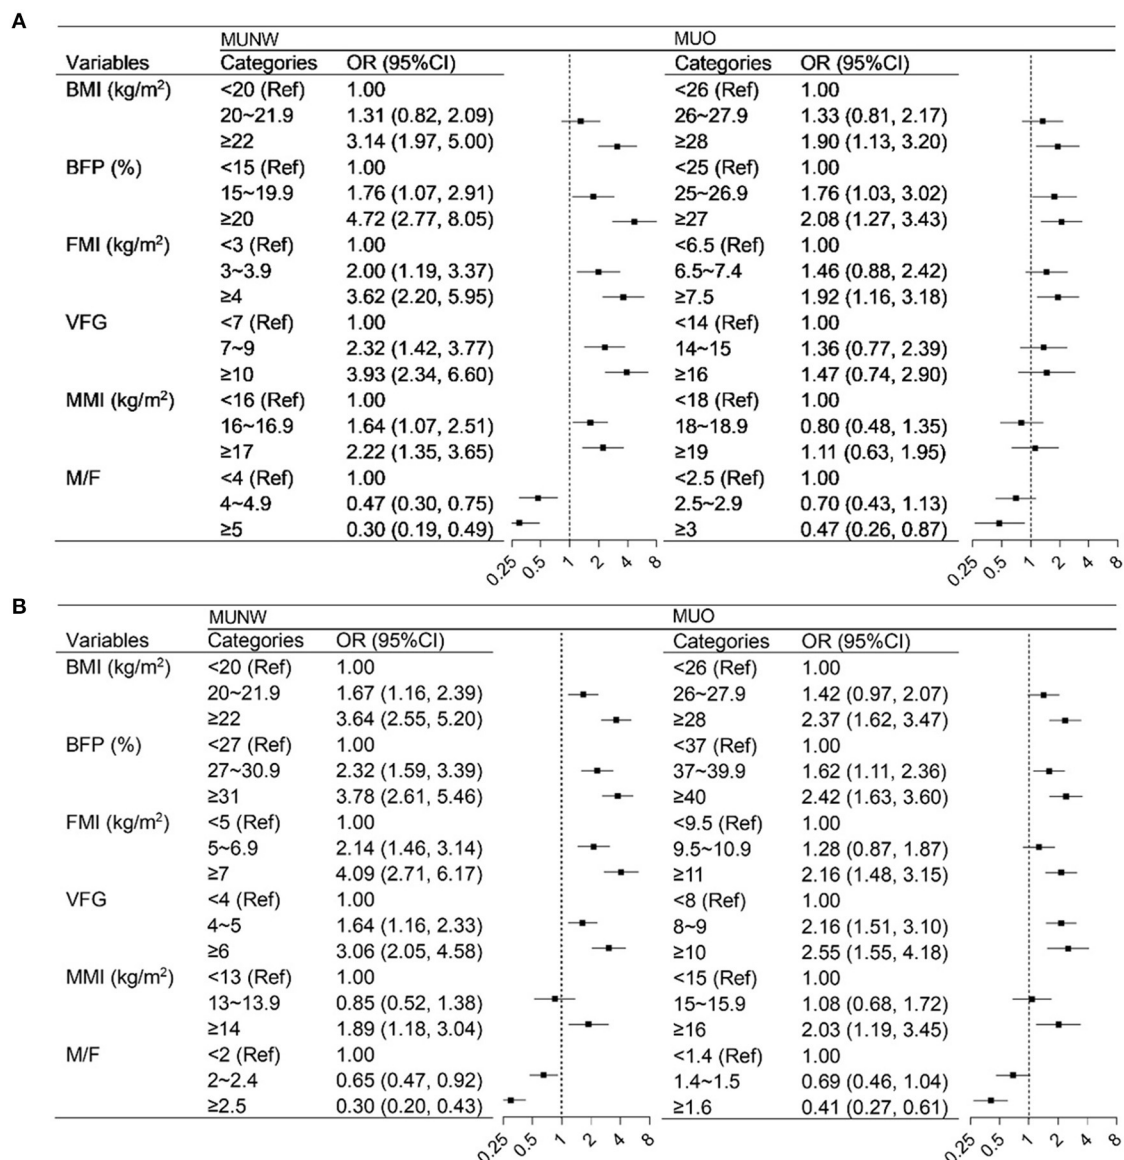 A
MUNW MUO
Variables Categories OR (95%CI) Categories OR (95%CI)
BMI (kg/m²) <20 (Ref) 1.00 <26 (Ref) 1.00
20~21.9 1.31 (0.82, 2.09) 26~27.9 1.33 (0.81, 2.17)
≥22 3.14 (1.97, 5.00) ≥28 1.90 (1.13, 3.20)
BFP (%) <15 (Ref) 1.00 <25 (Ref) 1.00
15~19.9 1.76 (1.07, 2.91) 25~26.9 1.76 (1.03, 3.02)
≥20 4.72 (2.77, 8.05) ≥27 2.08 (1.27, 3.43)
FMI (kg/m²) <3 (Ref) 1.00 <6.5 (Ref) 1.00
3~3.9 2.00 (1.19, 3.37) 6.5~7.4 1.46 (0.88, 2.42)
≥4 3.62 (2.20, 5.95) ≥7.5 1.92 (1.16, 3.18)
VFG <7 (Ref) 1.00 <14 (Ref) 1.00
7~9 2.32 (1.42, 3.77) 14~15 1.36 (0.77, 2.39)
≥10 3.93 (2.34, 6.60) ≥16 1.47 (0.74, 2.90)
MMI (kg/m²) <16 (Ref) 1.00 <18 (Ref) 1.00
16~16.9 1.64 (1.07, 2.51) 18~18.9 0.80 (0.48, 1.35)
≥17 2.22 (1.35, 3.65) ≥19 1.11 (0.63, 1.95)
M/F <4 (Ref) 1.00 <2.5 (Ref) 1.00
4~4.9 0.47 (0.30, 0.75) 2.5~2.9 0.70 (0.43, 1.13)
≥5 0.30 (0.19, 0.49) ≥3 0.47 (0.26, 0.87)
0.25 0.5 1 2 4 8 0.25 0.5 1 2 4 8
B
MUNW MUO
Variables Categories OR (95%CI) Categories OR (95%CI)
BMI (kg/m²) <20 (Ref) 1.00 <26 (Ref) 1.00
20~21.9 1.67 (1.16, 2.39) 26~27.9 1.42 (0.97, 2.07)
≥22 3.64 (2.55, 5.20) ≥28 2.37 (1.62, 3.47)
BFP (%) <27 (Ref) 1.00 <37 (Ref) 1.00
27~30.9 2.32 (1.59, 3.39) 37~39.9 1.62 (1.11, 2.36)
≥31 3.78 (2.61, 5.46) ≥40 2.42 (1.63, 3.60)
FMI (kg/m²) <5 (Ref) 1.00 <9.5 (Ref) 1.00
5~6.9 2.14 (1.46, 3.14) 9.5~10.9 1.28 (0.87, 1.87)
≥7 4.09 (2.71, 6.17) ≥11 2.16 (1.48, 3.15)
VFG <4 (Ref) 1.00 <8 (Ref) 1.00
4~5 1.64 (1.16, 2.33) 8~9 2.16 (1.51, 3.10)
≥6 3.06 (2.05, 4.58) ≥10 2.55 (1.55, 4.18)
MMI (kg/m²) <13 (Ref) 1.00 <15 (Ref) 1.00
13~13.9 0.85 (0.52, 1.38) 15~15.9 1.08 (0.68, 1.72)
≥14 1.89 (1.18, 3.04) ≥16 2.03 (1.19, 3.45)
M/F <2 (Ref) 1.00 <1.4 (Ref) 1.00
2~2.4 0.65 (0.47, 0.92) 1.4~1.5 0.69 (0.46, 1.04)
≥2.5 0.30 (0.20, 0.43) ≥1.6 0.41 (0.27, 0.61)
0.25 0.5 1 2 4 8 0.25 0.5 1 2 4 8